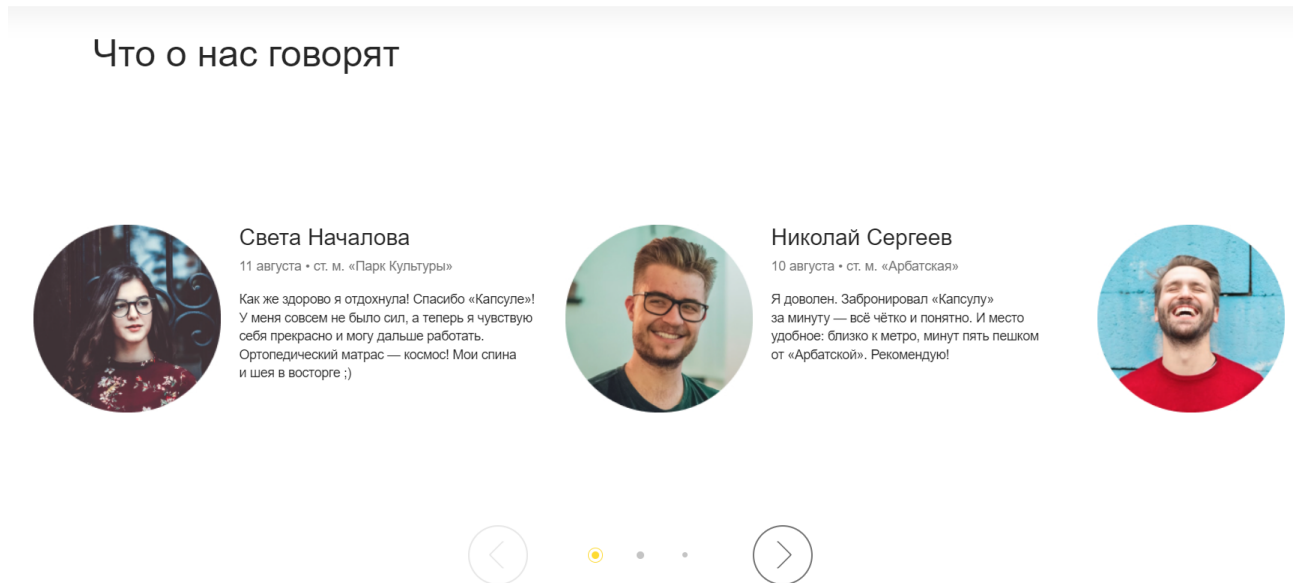 Что о нас говорят
Света Началова
11 августа • ст. м. «Парк Культуры»
Как же здорово я отдохнула! Спасибо «Капсуле»!
У меня совсем не было сил, а теперь я чувствую
себя прекрасно и могу дальше работать.
Ортопедический матрас — космос! Мои спина
и шея в восторге ;)
Николай Сергеев
10 августа • ст. м. «Арбатская»
Я доволен. Забронировал «Капсулу»
за минуту — всё чётко и понятно. И место
удобное: близко к метро, минут пять пешком
от «Арбатской». Рекомендую!